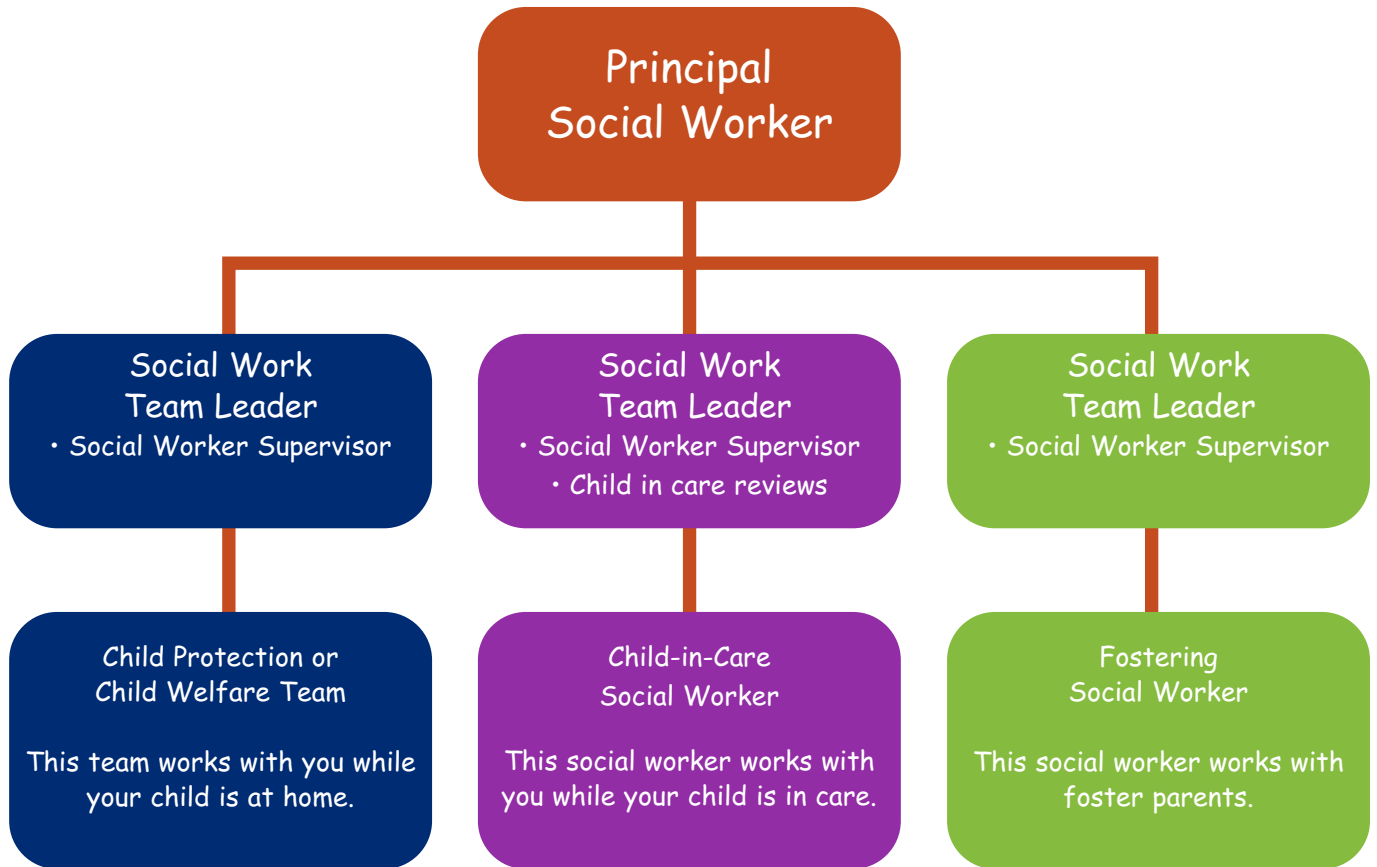 Principal
Social Worker
Social Work
Team Leader
• Social Worker Supervisor
Social Work
Team Leader
• Social Worker Supervisor
• Child in care reviews
Social Work
Team Leader
• Social Worker Supervisor
Child Protection or
Child Welfare Team
This team works with you while
your child is at home.
Child-in-Care
Social Worker
This social worker works with
you while your child is in care.
Fostering
Social Worker
This social worker works with
foster parents.